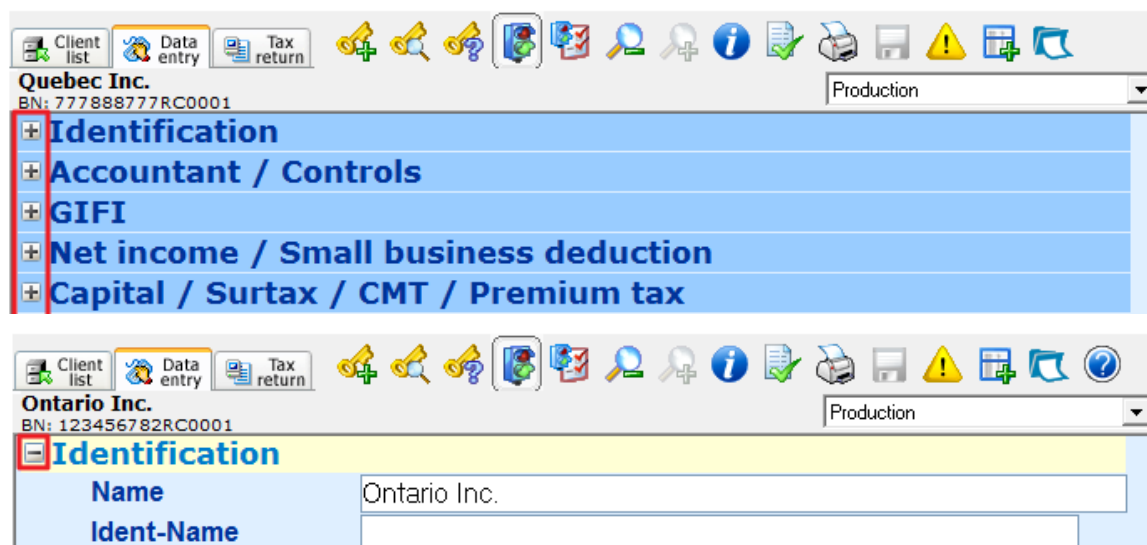 Client list Data entry Tax return
Quebec Inc.
BN: 777888777RC0001
Production
Identification
Accountant / Controls
GIFI
Net income / Small business deduction
Capital / Surtax / CMT / Premium tax
Client list Data entry Tax return
Ontario Inc.
BN: 123456782RC0001
Production
Identification
Name Ontario Inc.
Ident-Name